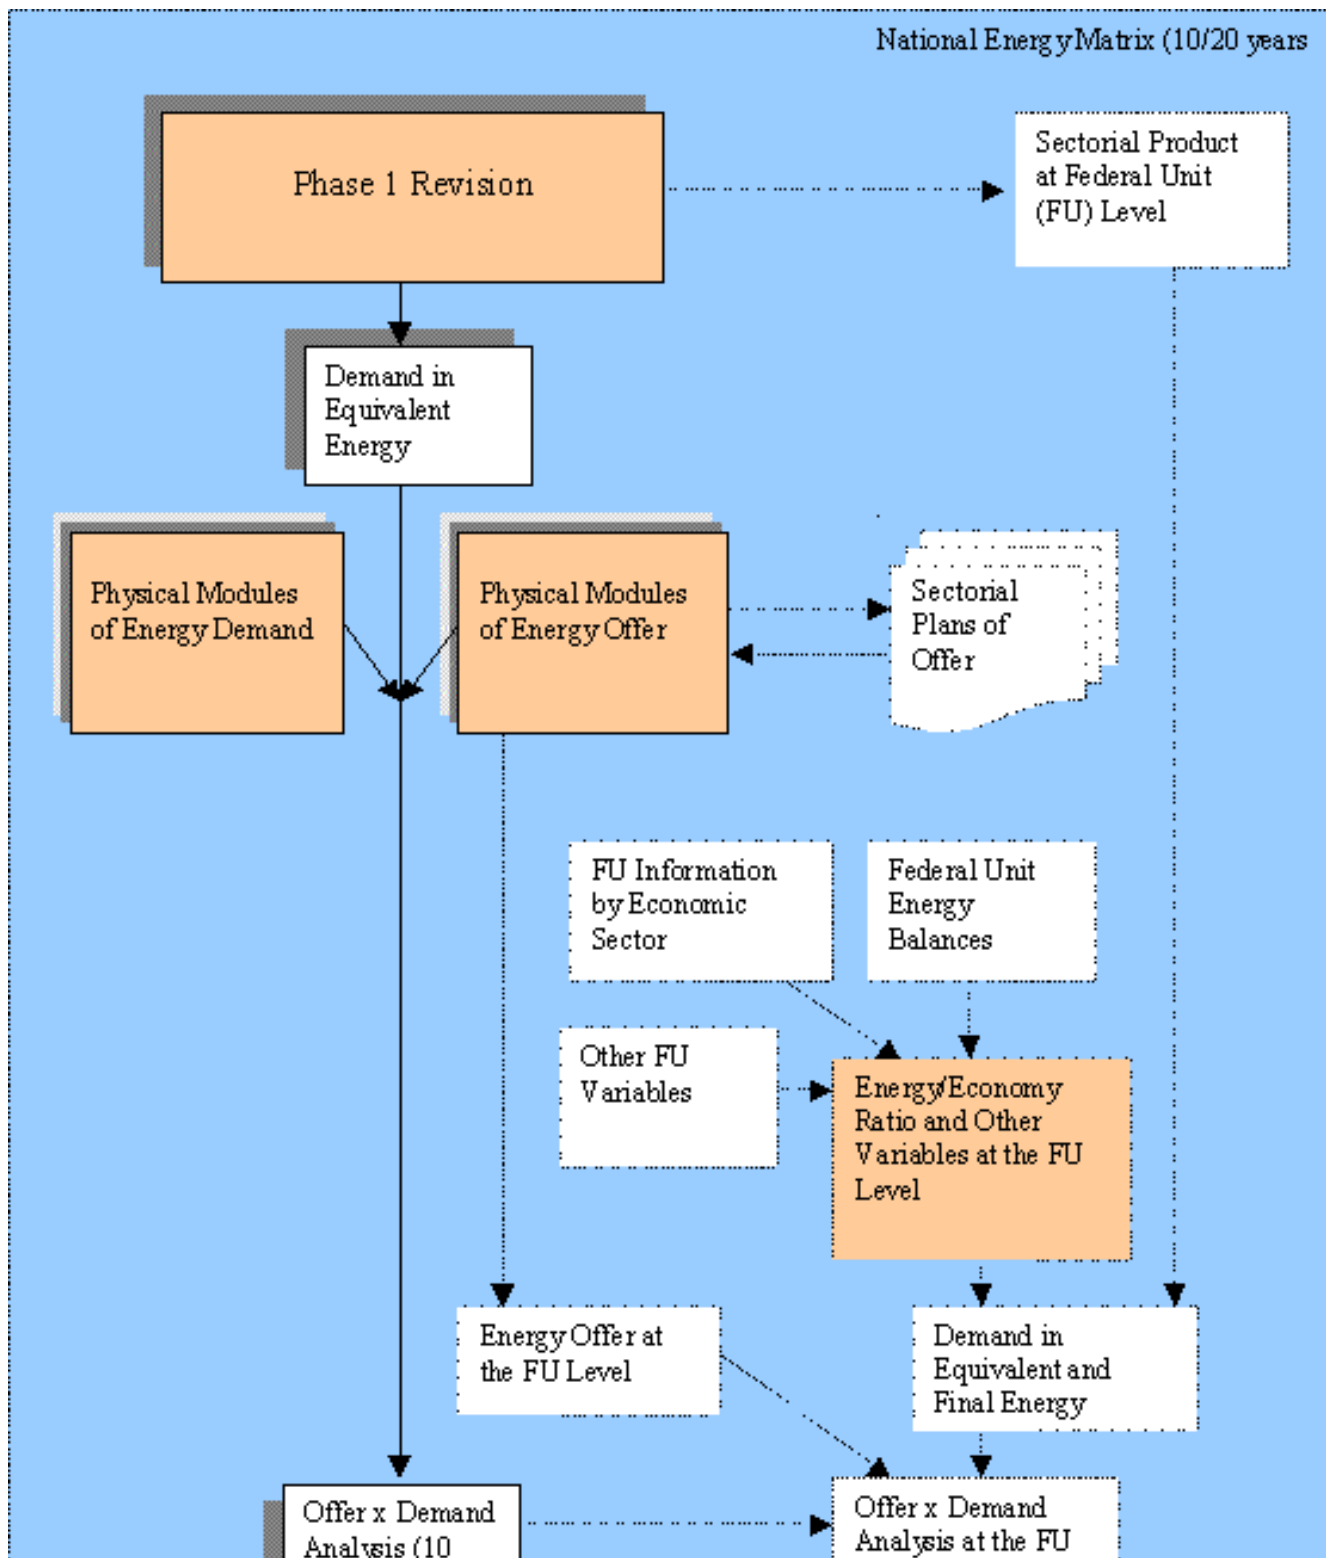 National Energy Matrix (10/20 years
Phase 1 Revision
Sectorial Product
at Federal Unit
(FU) Level
Demand in
Equivalent
Energy
Physical Modules
of Energy Demand
Physical Modules
of Energy Offer
Sectorial
Plans of
Offer
FU Information
by Economic
Sector
Federal Unit
Energy
Balances
Other FU
Variables
Energy/Economy
Ratio and Other
Variables at the FU
Level
Energy Offer at
the FU Level
Demand in
Equivalent and
Final Energy
Offer x Demand
Analysis (10
Offer x Demand
Analysis at the FU